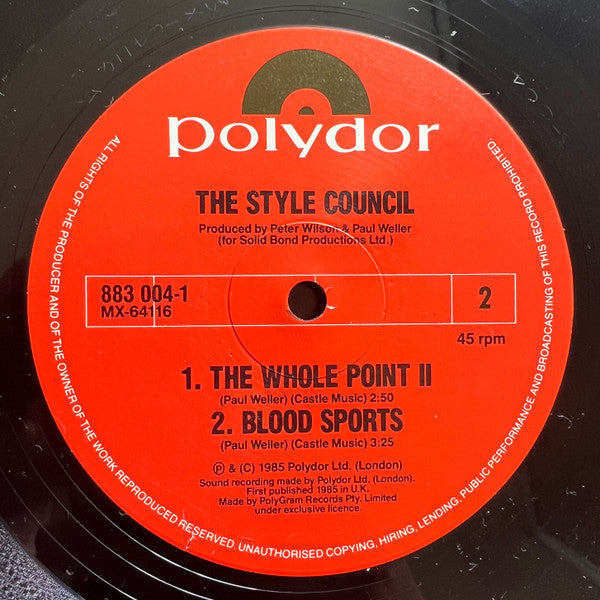 polydor
THE STYLE COUNCIL
Produced by Peter Wilson & Paul Weller
(for Solid Bond Productions Ltd.)
883 004-1
MX-64116
2
45 rpm
1. THE WHOLE POINT II
(Paul Weller) (Castle Music) 2:50
2. BLOOD SPORTS
(Paul Weller) (Castle Music) 3:25
℗ & (C) 1985 Polydor Ltd. (London)
Sound recording made by Polydor Ltd. (London).
First published 1985 in U.K.
Made by PolyGram Records Pty. Limited
under exclusive licence.
ALL RIGHTS OF THE PRODUCER AND OF THE OWNER OF THE WORK REPRODUCED RESERVED. UNAUTHORISED COPYING, HIRING, LENDING, PUBLIC PERFORMANCE AND BROADCASTING OF THIS RECORD PROHIBITED.